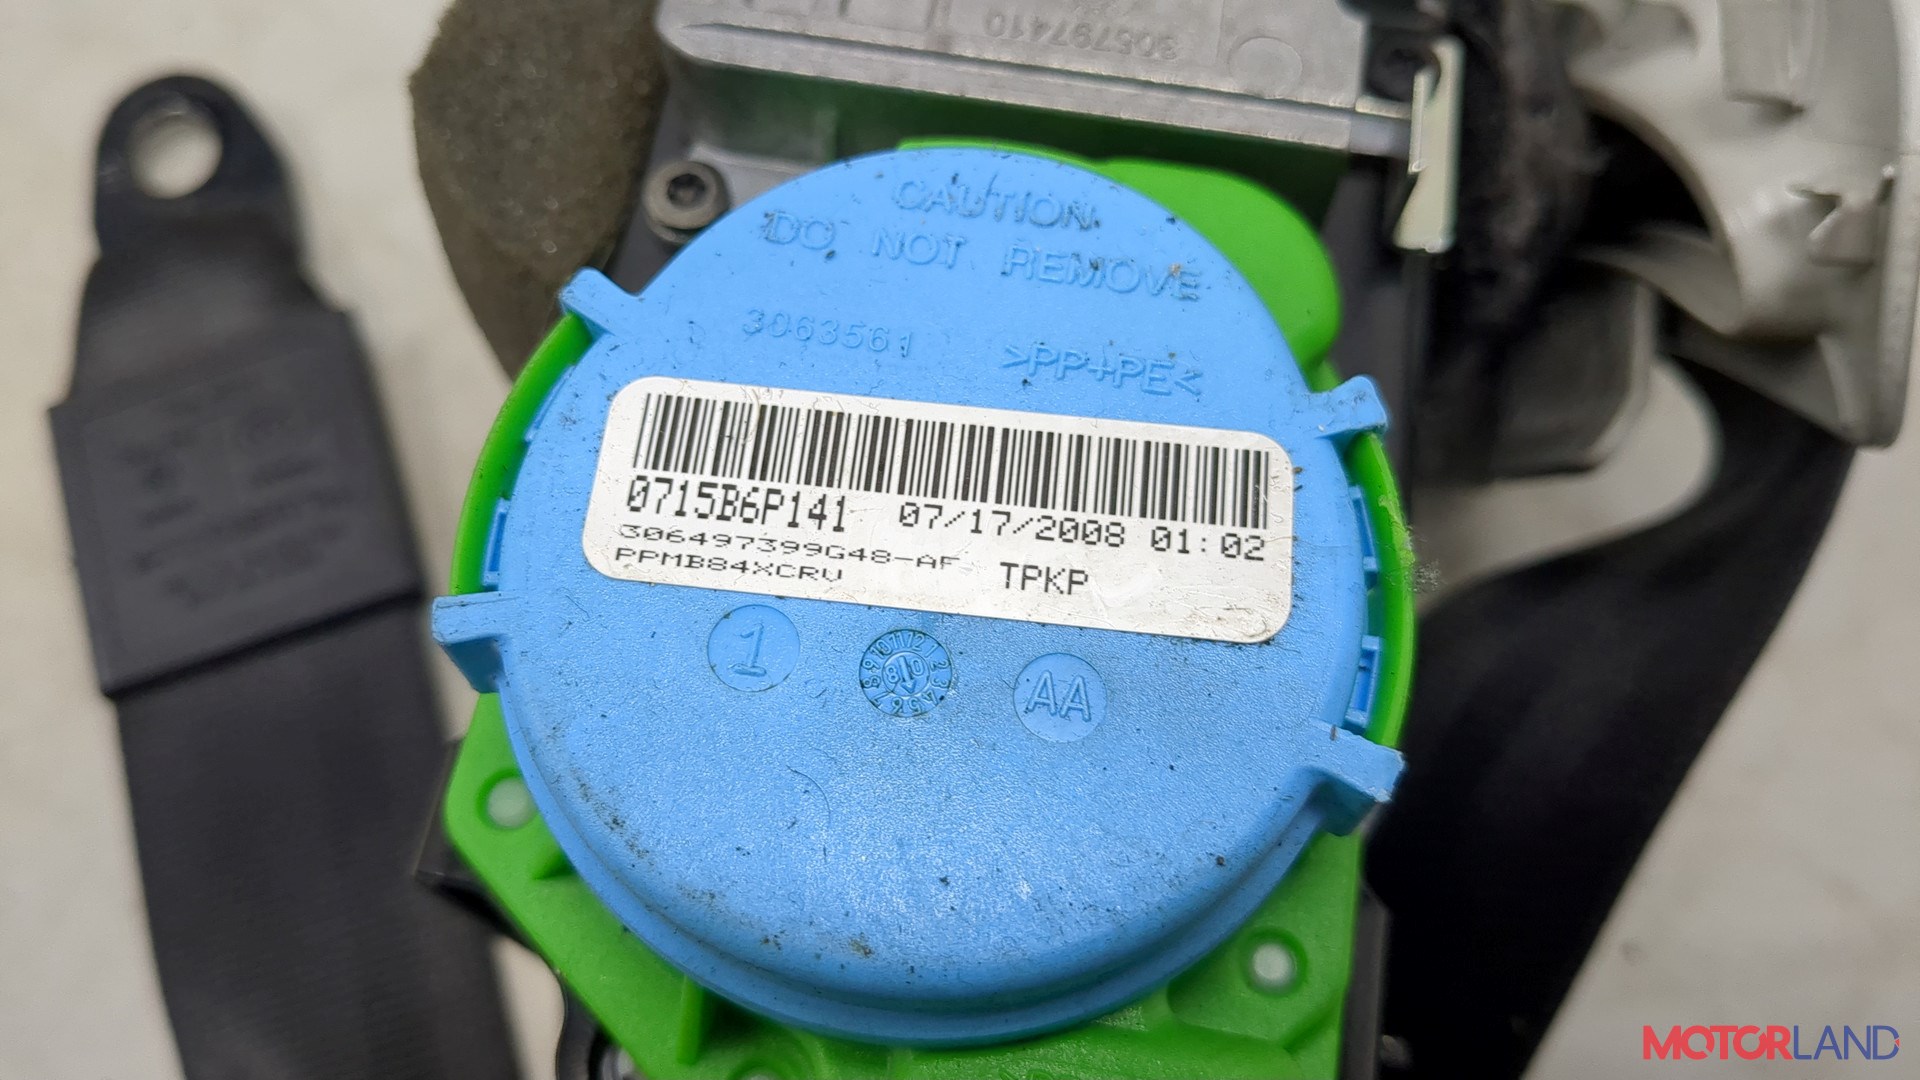 305797410
CAUTION
DO NOT REMOVE
3063561 >PP+PE<
0715B6P141 07/17/2008 01:02
306497399G48-AF
PPMB84XCRV TPKP
1
AA
MOTORLAND